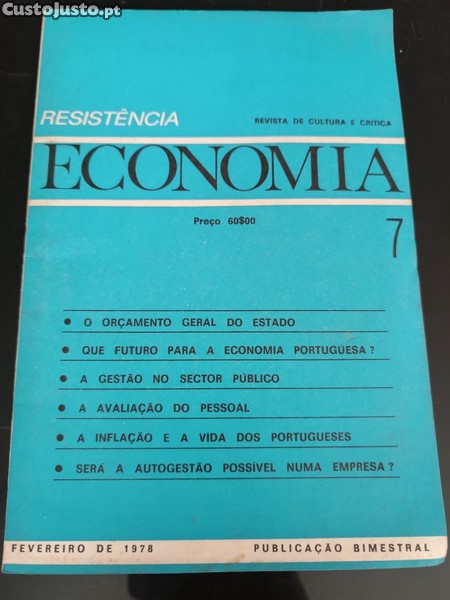 CustoJusto.pt
RESISTÊNCIA
REVISTA DE CULTURA E CRÍTICA
ECONOMIA
Preço 60$00
7
• O ORÇAMENTO GERAL DO ESTADO
• QUE FUTURO PARA A ECONOMIA PORTUGUESA?
• A GESTÃO NO SECTOR PÚBLICO
• A AVALIAÇÃO DO PESSOAL
• A INFLAÇÃO E A VIDA DOS PORTUGUESES
• SERÁ A AUTOGESTÃO POSSÍVEL NUMA EMPRESA?
FEVEREIRO DE 1978
PUBLICAÇÃO BIMESTRAL